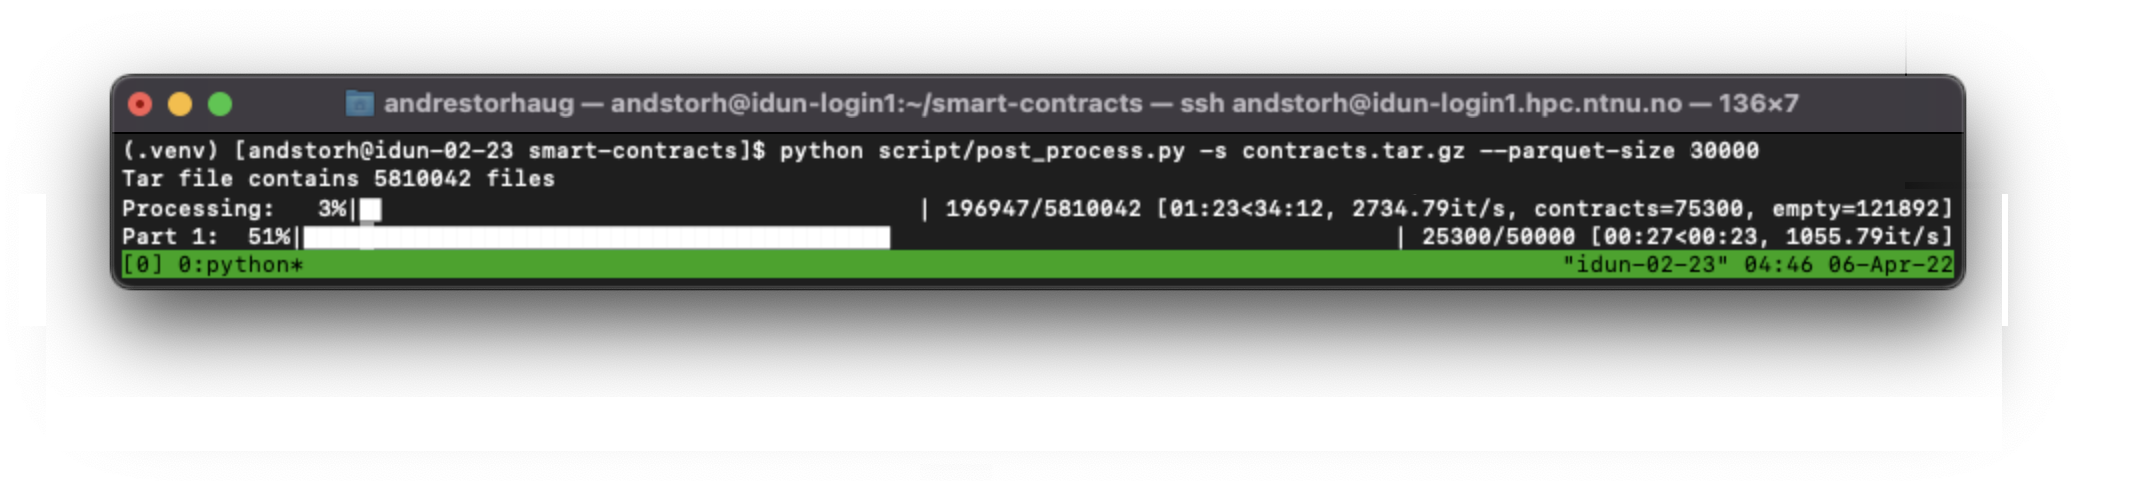 andrestorhaug — andstorh@idun-login1:~/smart-contracts — ssh andstorh@idun-login1.hpc.ntnu.no — 136×7
(.venv) [andstorh@idun-02-23 smart-contracts]$ python script/post_process.py -s contracts.tar.gz --parquet-size 30000
Tar file contains 5810042 files
Processing:   3%|  | 196947/5810042 [01:23<34:12, 2734.79it/s, contracts=75300, empty=121892]
Part 1:  51%|  | 25300/50000 [00:27<00:23, 1055.79it/s]
[0] 0:python*  "idun-02-23" 04:46 06-Apr-22